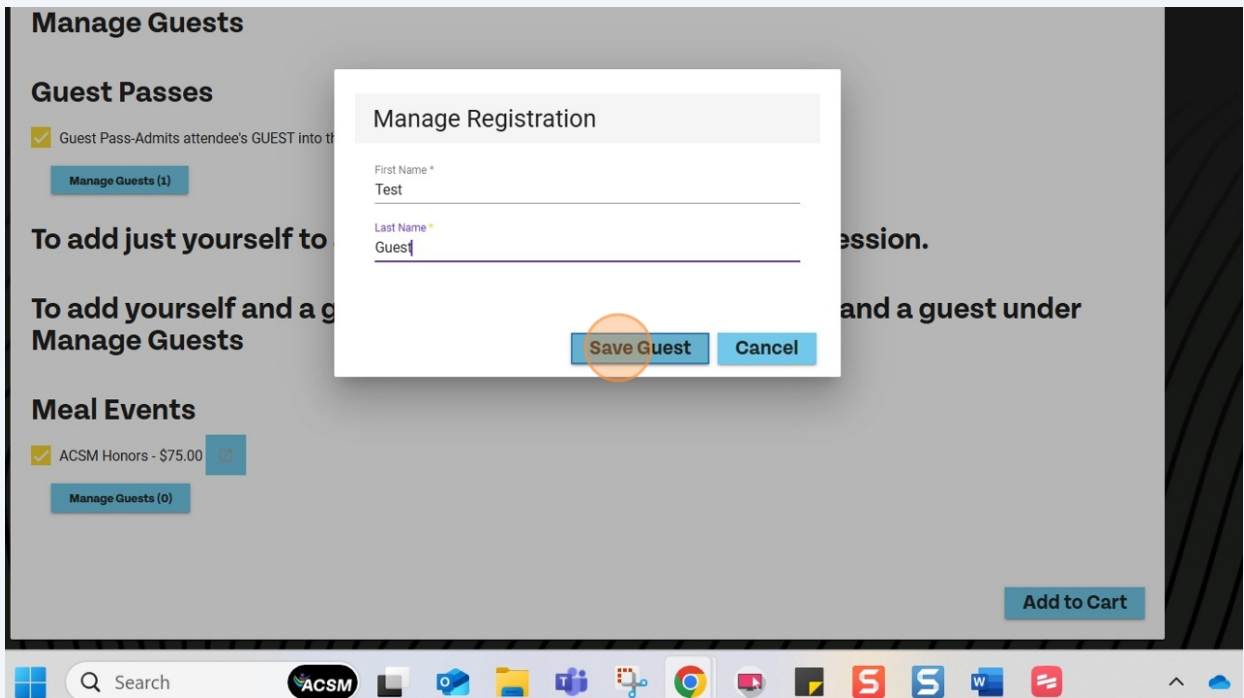 Manage Guests
Guest Passes
Guest Pass-Admits attendee's GUEST into th
Manage Guests (1)
To add just yourself to
ession.
To add yourself and a g
and a guest under
Manage Guests
Meal Events
ACSM Honors - $75.00
Manage Guests (0)
Add to Cart
Manage Registration
First Name *
Test
Last Name *
Guest
Save Guest
Cancel
Search
ACSM